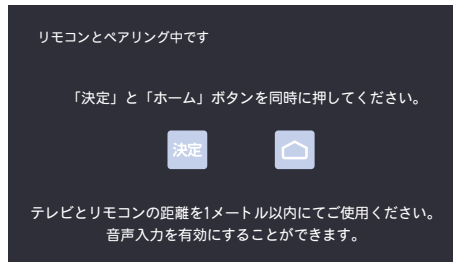 リモコンとペアリング中です
「決定」と「ホーム」ボタンを同時に押してください。
決定
テレビとリモコンの距離を1メートル以内にてご使用ください。
音声入力を有効にすることができます。